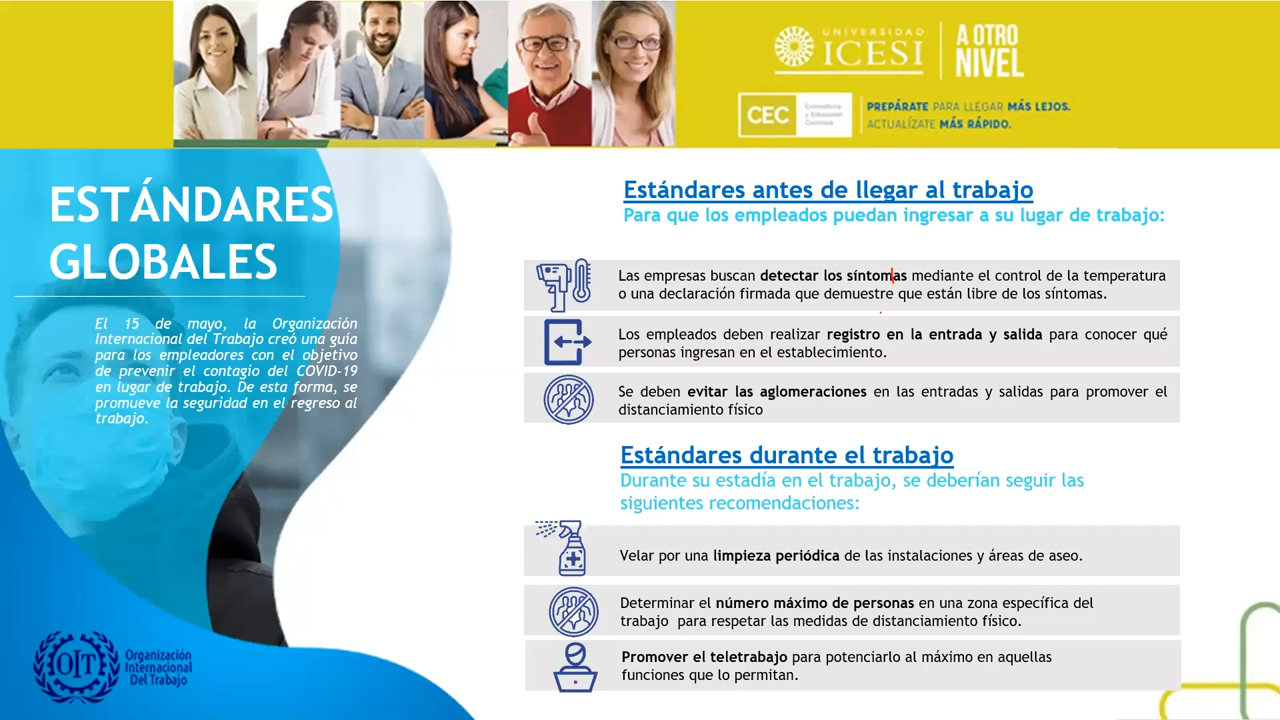 UNIVERSIDAD
ICESI
A OTRO
NIVEL
CEC
Consultoría
y Educación
Continua
PREPÁRATE PARA LLEGAR MÁS LEJOS.
ACTUALÍZATE MÁS RÁPIDO.
ESTÁNDARES
GLOBALES
El 15 de mayo, la Organización
Internacional del Trabajo creó una guía
para los empleadores con el objetivo
de prevenir el contagio del COVID-19
en lugar de trabajo. De esta forma, se
promueve la seguridad en el regreso al
trabajo.
OIT
Organización
Internacional
Del Trabajo
Estándares antes de llegar al trabajo
Para que los empleados puedan ingresar a su lugar de trabajo:
Las empresas buscan detectar los síntomas mediante el control de la temperatura
o una declaración firmada que demuestre que están libre de los síntomas.
Los empleados deben realizar registro en la entrada y salida para conocer qué
personas ingresan en el establecimiento.
Se deben evitar las aglomeraciones en las entradas y salidas para promover el
distanciamiento físico
Estándares durante el trabajo
Durante su estadía en el trabajo, se deberían seguir las
siguientes recomendaciones:
Velar por una limpieza periódica de las instalaciones y áreas de aseo.
Determinar el número máximo de personas en una zona específica del
trabajo para respetar las medidas de distanciamiento físico.
Promover el teletrabajo para potenciarlo al máximo en aquellas
funciones que lo permitan.